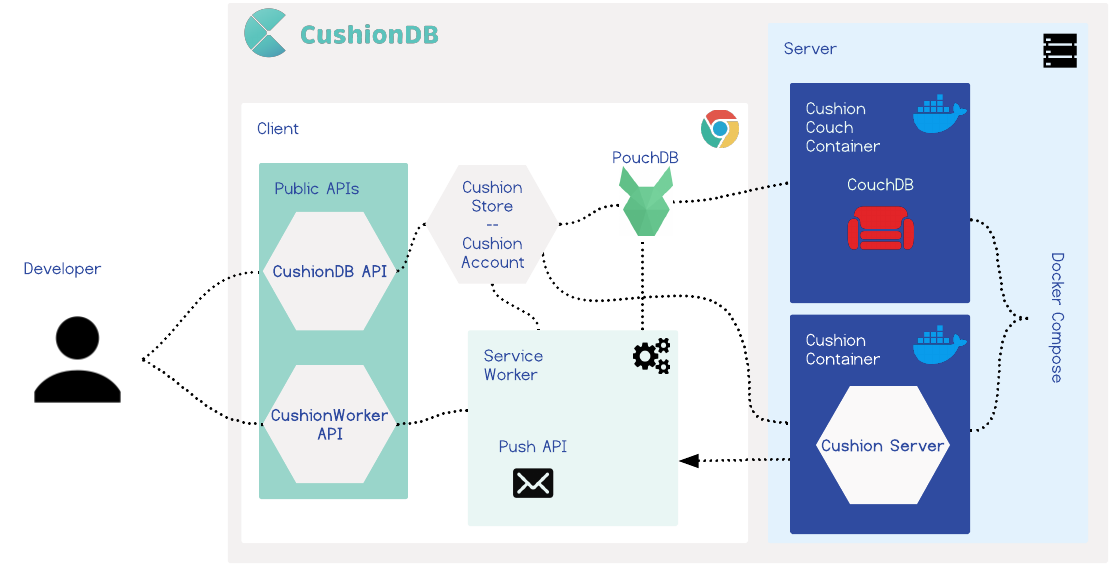 CushionDB
Server
Client
Cushion
Couch
Container
CouchDB
PouchDB
Public APIs
Cushion
Store
--
Cushion
Account
CushionDB API
Developer
Docker Compose
Service
Worker
Cushion
Container
CushionWorker
API
Push API
Cushion Server